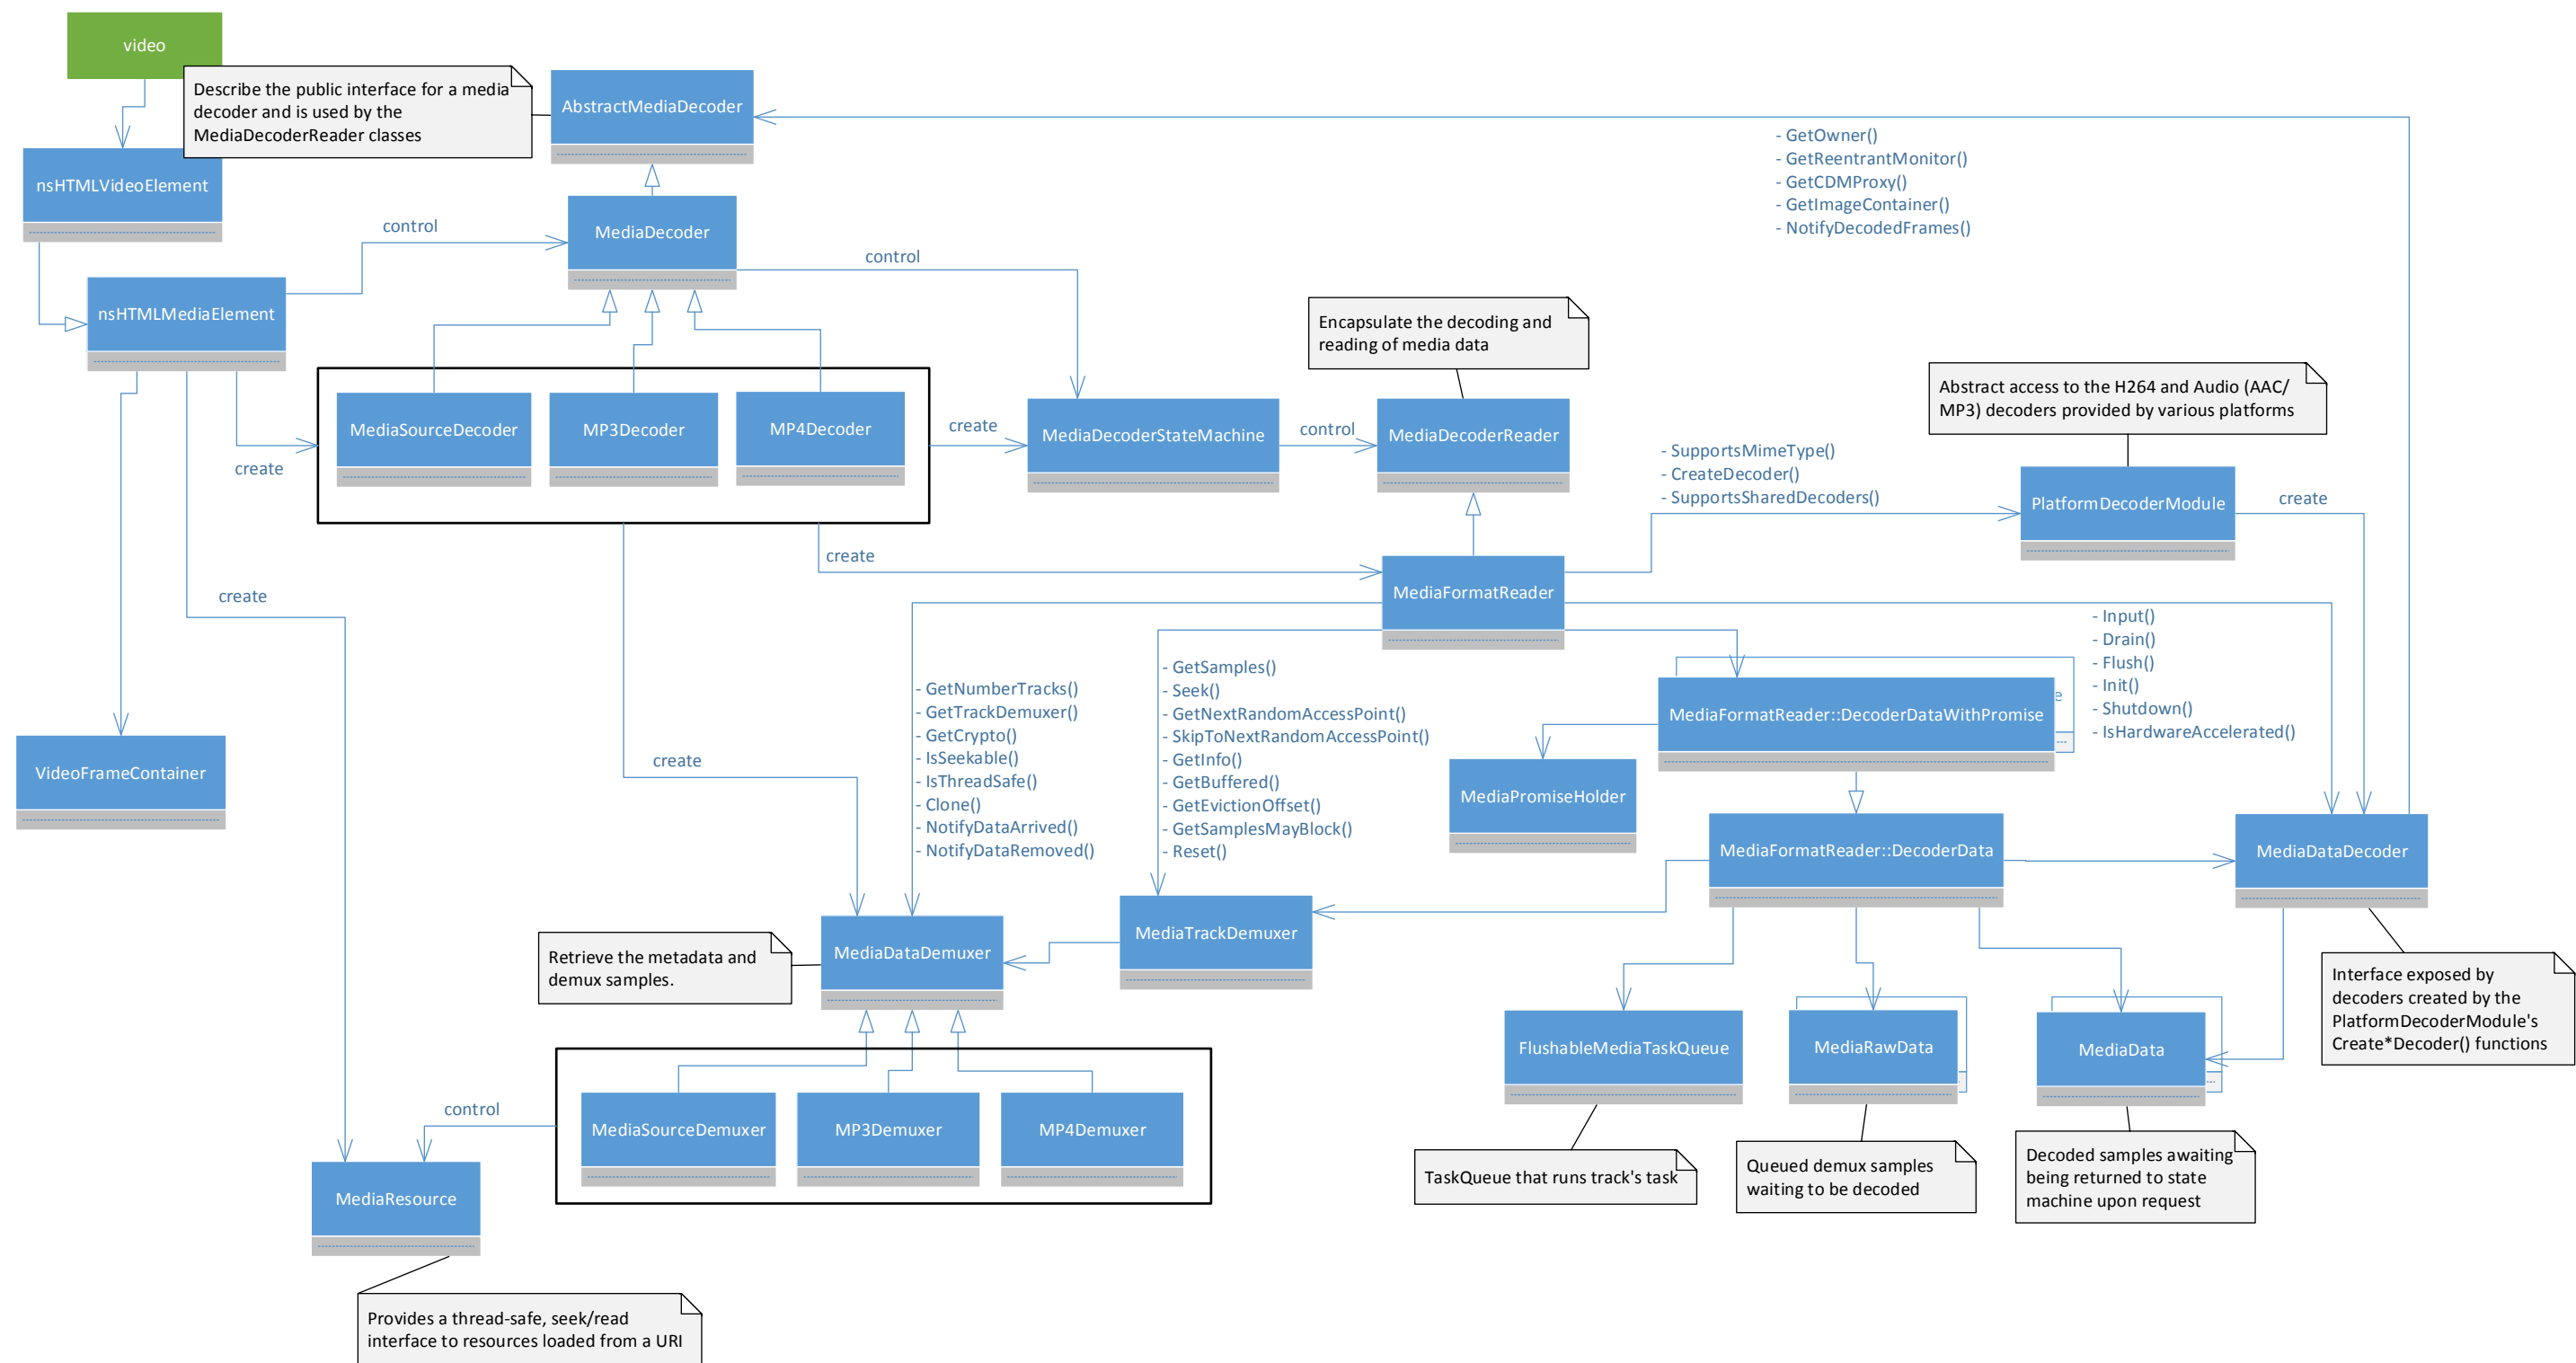 video
Describe the public interface for a media
decoder and is used by the
MediaDecoderReader classes
AbstractMediaDecoder
- GetOwner()
- GetReentrantMonitor()
- GetCDMProxy()
- GetImageContainer()
- NotifyDecodedFrames()
nsHTMLVideoElement
control
MediaDecoder
control
nsHTMLMediaElement
Encapsulate the decoding and
reading of media data
Abstract access to the H264 and Audio (AAC/
MP3) decoders provided by various platforms
MediaSourceDecoder
MP3Decoder
MP4Decoder
create
create
MediaDecoderStateMachine
control
MediaDecoderReader
- SupportsMimeType()
- CreateDecoder()
- SupportsSharedDecoders()
PlatformDecoderModule
create
create
MediaFormatReader
create
- Input()
- Drain()
- Flush()
- Init()
- Shutdown()
- IsHardwareAccelerated()
- GetNumberTracks()
- GetTrackDemuxer()
- GetCrypto()
- IsSeekable()
- IsThreadSafe()
- Clone()
- NotifyDataArrived()
- NotifyDataRemoved()
- GetSamples()
- Seek()
- GetNextRandomAccessPoint()
- SkipToNextRandomAccessPoint()
- GetInfo()
- GetBuffered()
- GetEvictionOffset()
- GetSamplesMayBlock()
- Reset()
MediaFormatReader::DecoderDataWithPromise
create
VideoFrameContainer
MediaPromiseHolder
MediaFormatReader::DecoderData
MediaDataDecoder
Retrieve the metadata and
demux samples.
MediaDataDemuxer
MediaTrackDemuxer
Interface exposed by
decoders created by the
PlatformDecoderModule's
Create*Decoder() functions
FlushableMediaTaskQueue
MediaRawData
MediaData
control
MediaSourceDemuxer
MP3Demuxer
MP4Demuxer
TaskQueue that runs track's task
Queued demux samples
waiting to be decoded
Decoded samples awaiting
being returned to state
machine upon request
MediaResource
Provides a thread-safe, seek/read
interface to resources loaded from a URI